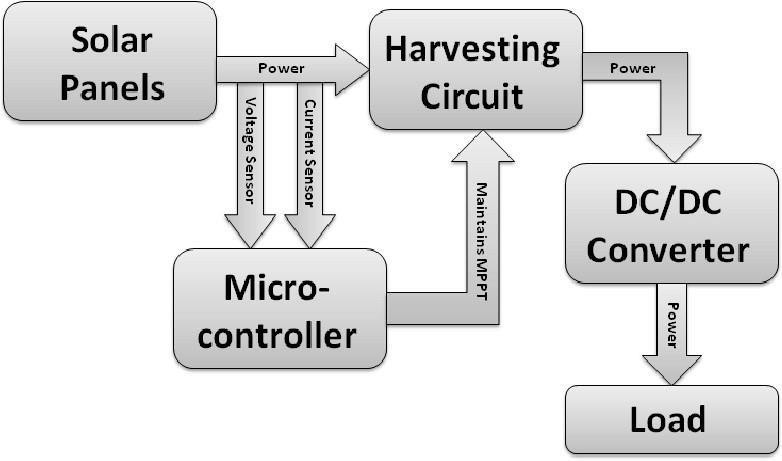 Solar
Panels
Power
Harvesting
Circuit
Power
Voltage Sensor
Current Sensor
Maintains MPPT
DC/DC
Converter
Micro-
controller
Power
Load